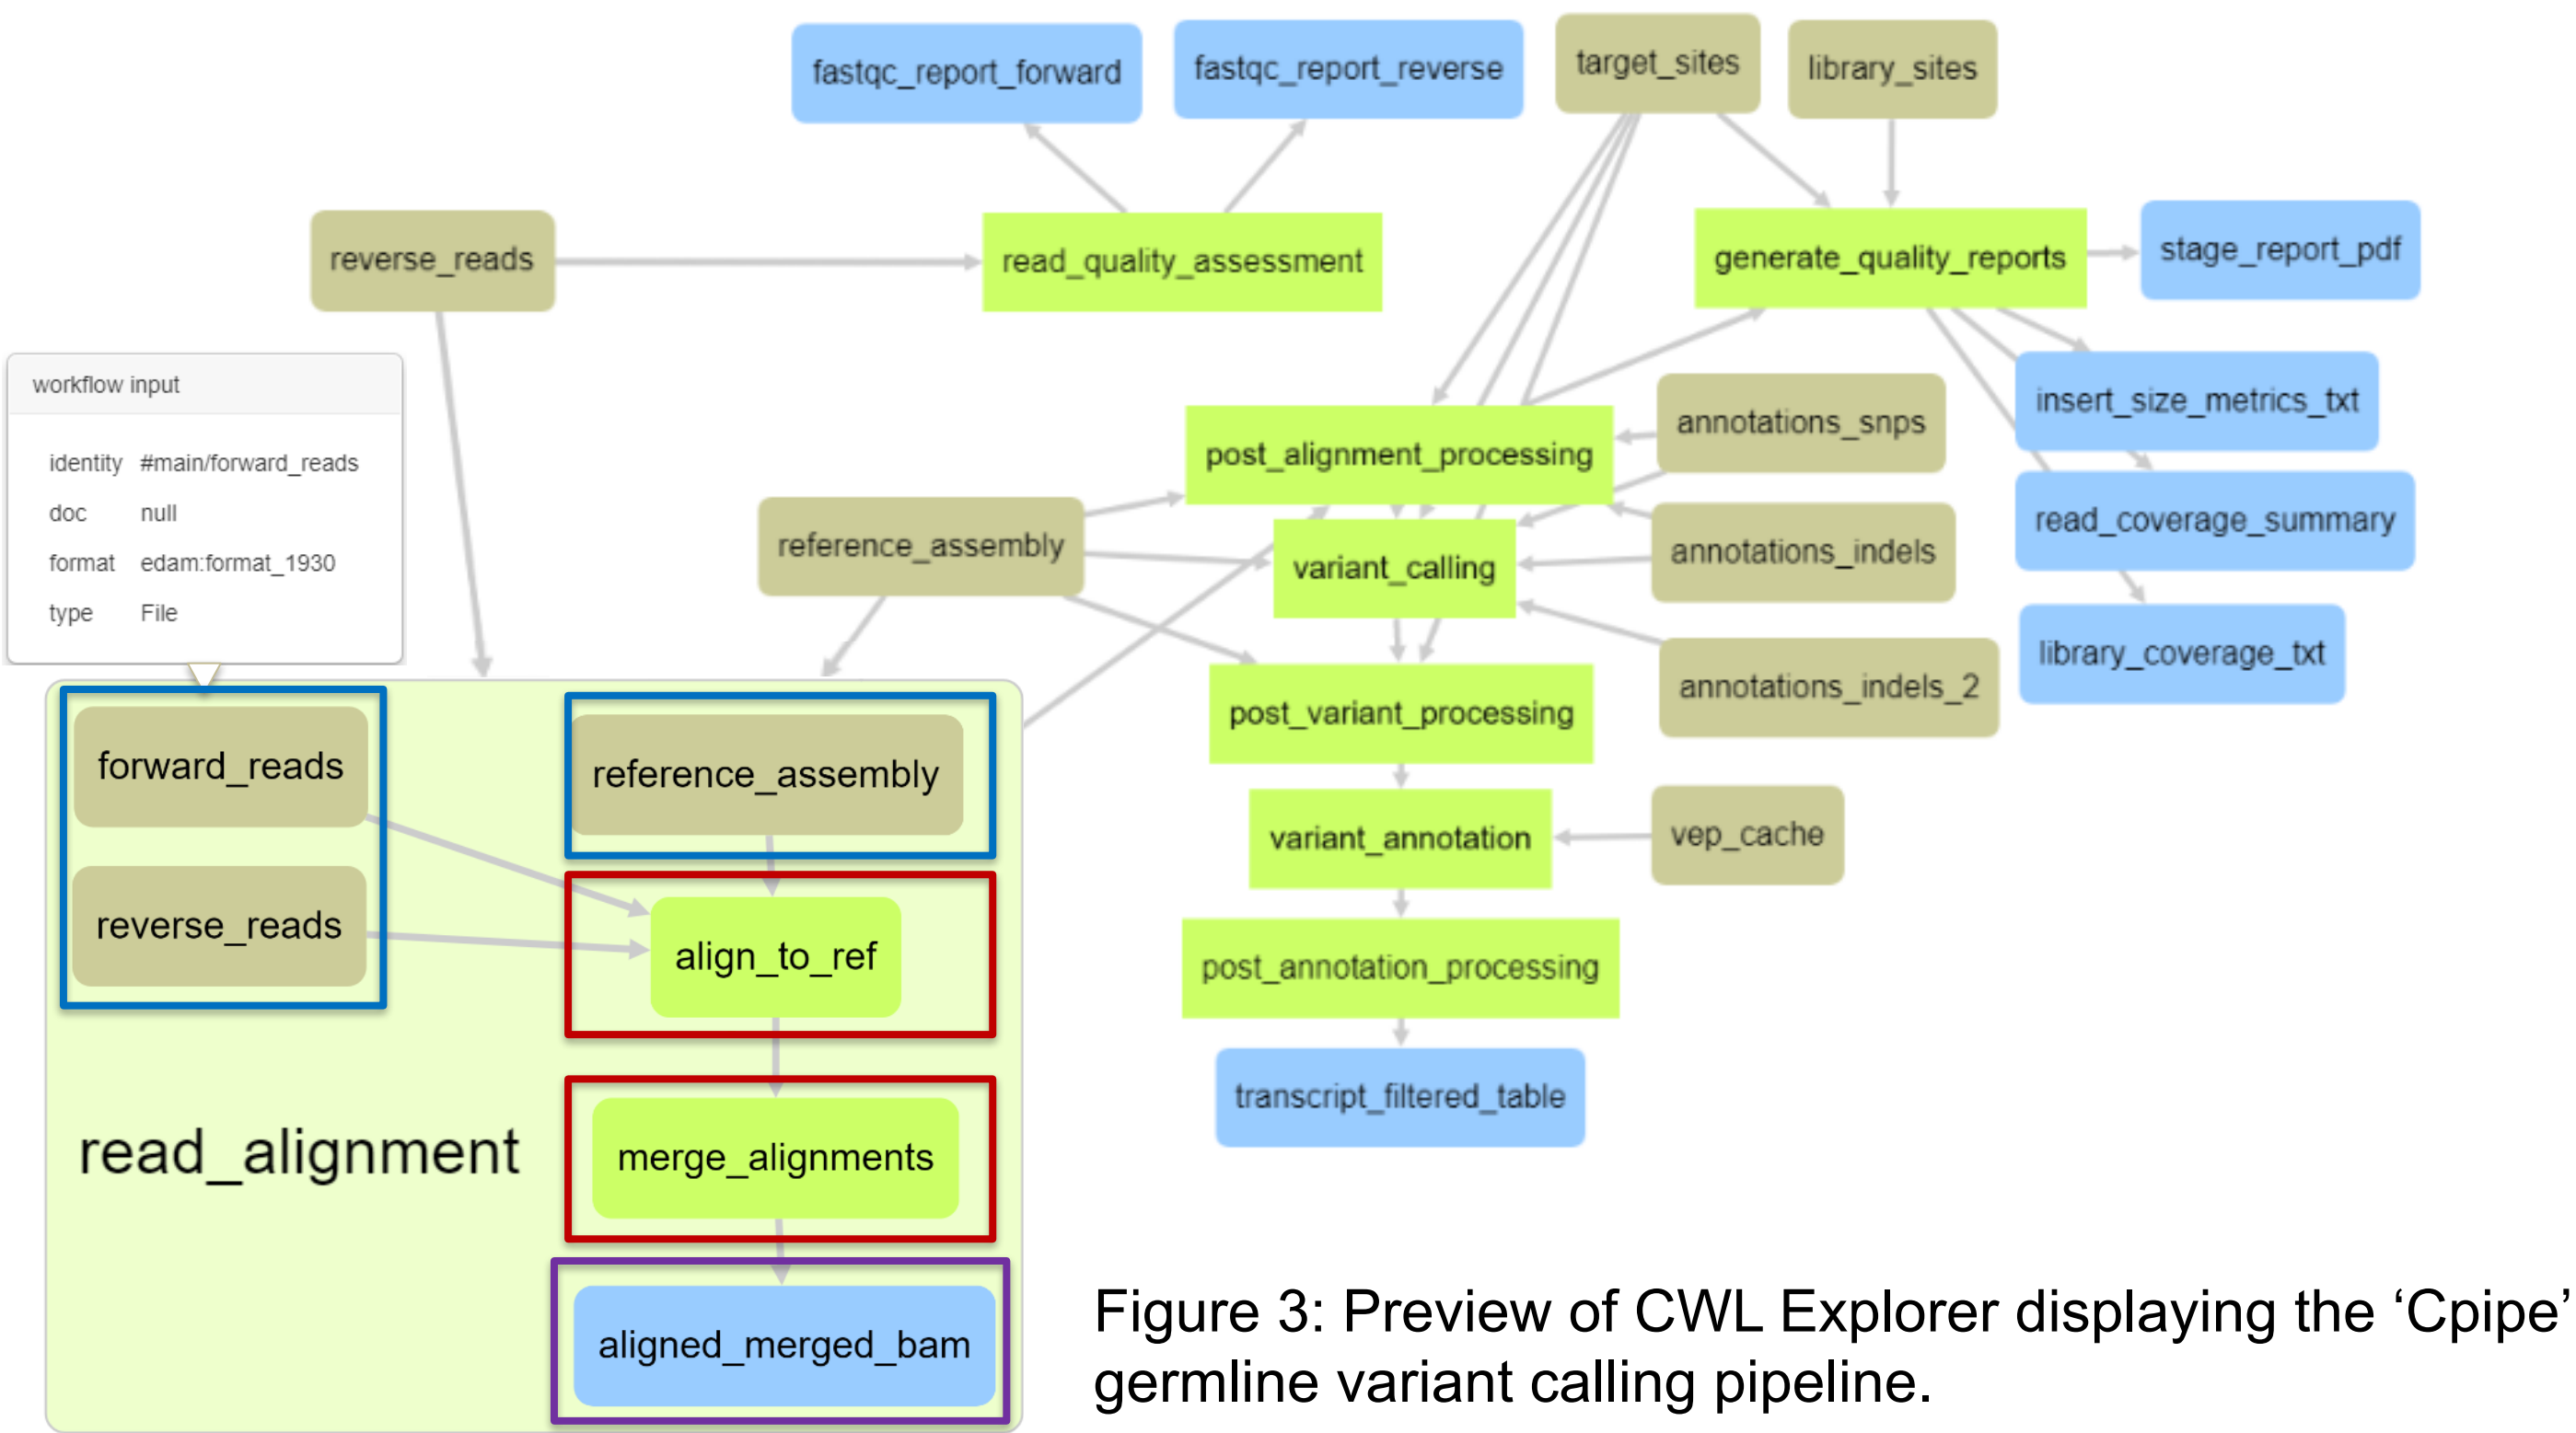 fastqc_report_forward
fastqc_report_reverse
target_sites
library_sites
reverse_reads
read_quality_assessment
generate_quality_reports
stage_report_pdf
workflow input
identity #main/forward_reads
doc null
format edam:format_1930
type File
post_alignment_processing
annotations_snps
insert_size_metrics_txt
reference_assembly
variant_calling
annotations_indels
read_coverage_summary
post_variant_processing
annotations_indels_2
library_coverage_txt
variant_annotation
vep_cache
post_annotation_processing
transcript_filtered_table
forward_reads
reference_assembly
reverse_reads
align_to_ref
read_alignment
merge_alignments
aligned_merged_bam
Figure 3: Preview of CWL Explorer displaying the ‘Cpipe’
germline variant calling pipeline.